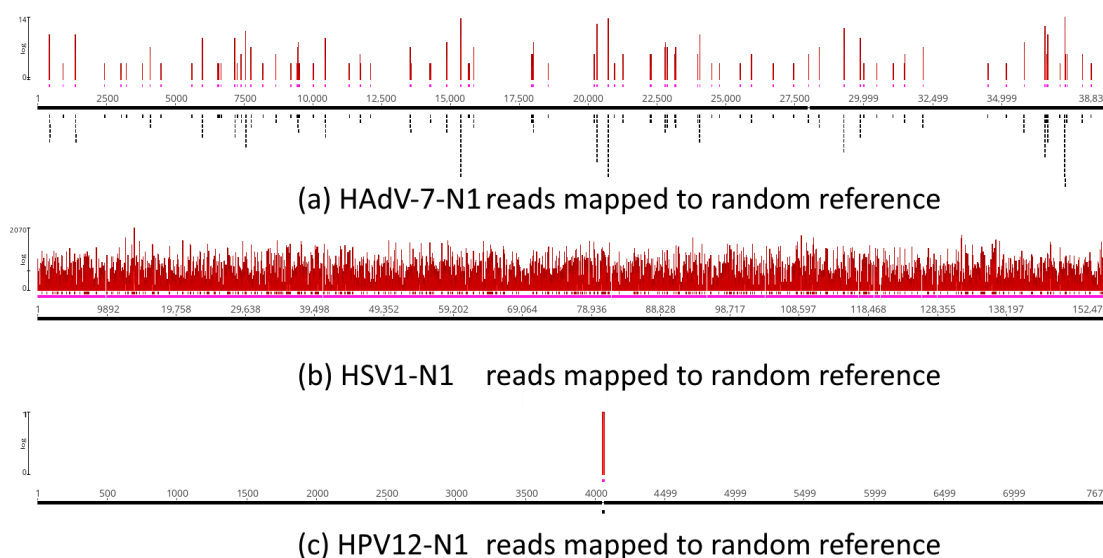 14
log
0
1 2500 5000 7500 10,000 12,500 15,000 17,500 20,000 22,500 25,000 27,500 29,999 32,499 34,999 38,83
(a) HAdV-7-N1 reads mapped to random reference
2070
log
0
1 9892 19,758 29,638 39,498 49,352 59,202 69,064 78,936 88,828 98,717 108,597 118,468 128,355 138,197 152,47
(b) HSV1-N1 reads mapped to random reference
1
log
0
1 500 1000 1500 2000 2500 3000 3500 4000 4499 4999 5499 5999 6499 6999 767
(c) HPV12-N1 reads mapped to random reference